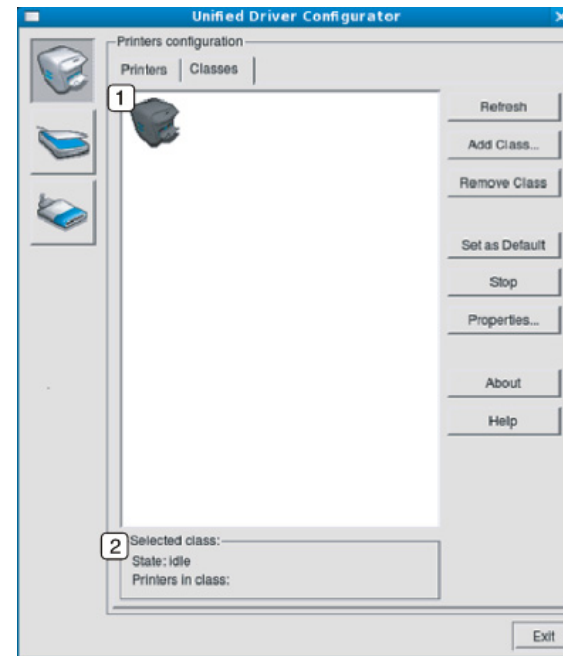 Unified Driver Configurator
Printers configuration
Printers Classes
1
Refresh
Add Class...
Remove Class
Set as Default
Stop
Properties...
About
Help
2 Selected class:
State: idle
Printers in class:
Exit